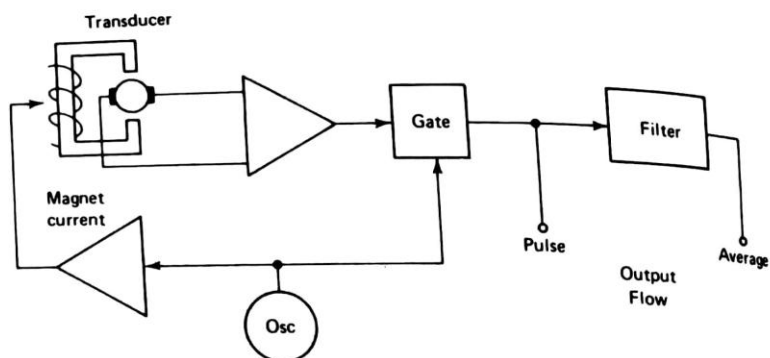 Transducer
Gate
Filter
Magnet
current
Pulse
Average
Output
Flow
Osc